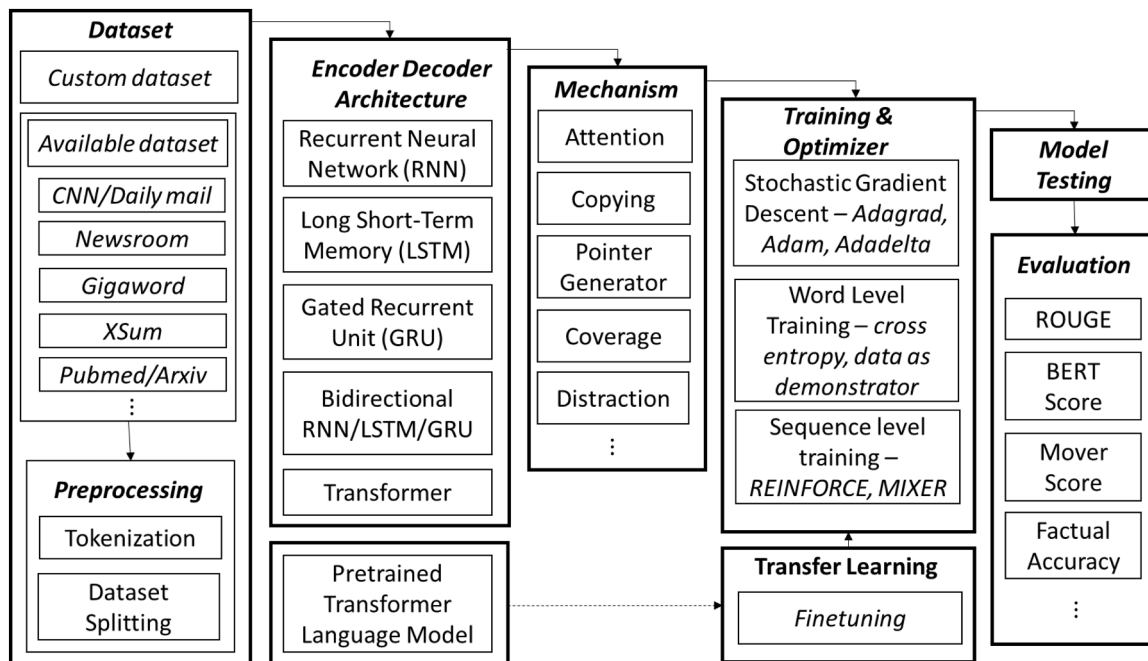 Dataset
Custom dataset
Available dataset
CNN/Daily mail
Newsroom
Gigaword
XSum
Pubmed/Arxiv
⋮
Preprocessing
Tokenization
Dataset
Splitting
Encoder Decoder
Architecture
Recurrent Neural
Network (RNN)
Long Short-Term
Memory (LSTM)
Gated Recurrent
Unit (GRU)
Bidirectional
RNN/LSTM/GRU
Transformer
Pretrained
Transformer
Language Model
Mechanism
Attention
Copying
Pointer
Generator
Coverage
Distraction
⋮
Training &
Optimizer
Stochastic Gradient
Descent – Adagrad,
Adam, Adadelta
Word Level
Training – cross
entropy, data as
demonstrator
Sequence level
training –
REINFORCE, MIXER
Transfer Learning
Finetuning
Model
Testing
Evaluation
ROUGE
BERT
Score
Mover
Score
Factual
Accuracy
⋮